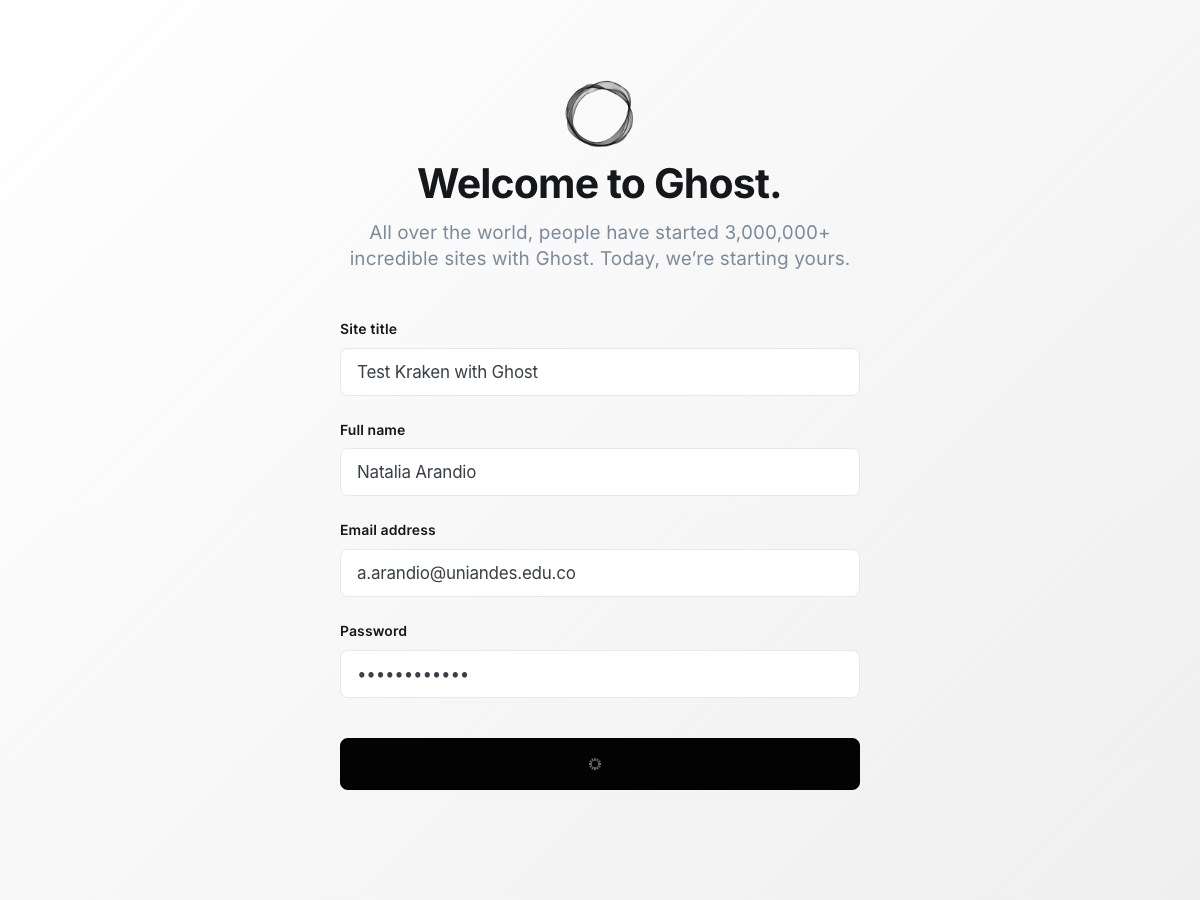 Welcome to Ghost.
All over the world, people have started 3,000,000+
incredible sites with Ghost. Today, we’re starting yours.
Site title
Test Kraken with Ghost
Full name
Natalia Arandio
Email address
a.arandio@uniandes.edu.co
Password
••••••••••••